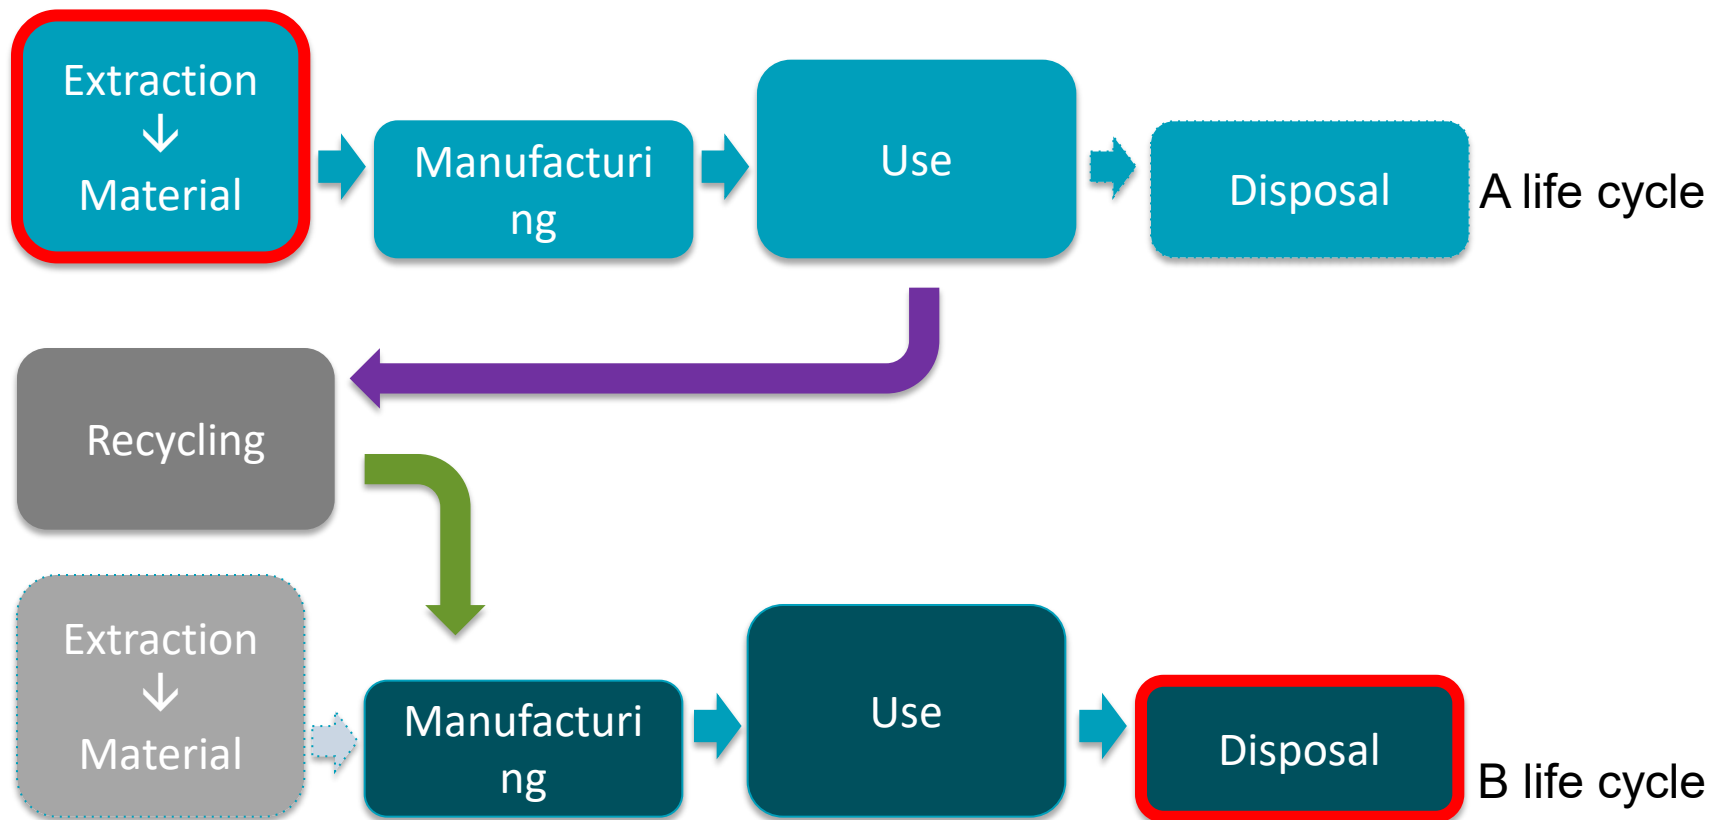 Extraction
↓
Material
Manufacturi
ng
Use
Disposal
A life cycle
Recycling
Extraction
↓
Material
Manufacturi
ng
Use
Disposal
B life cycle